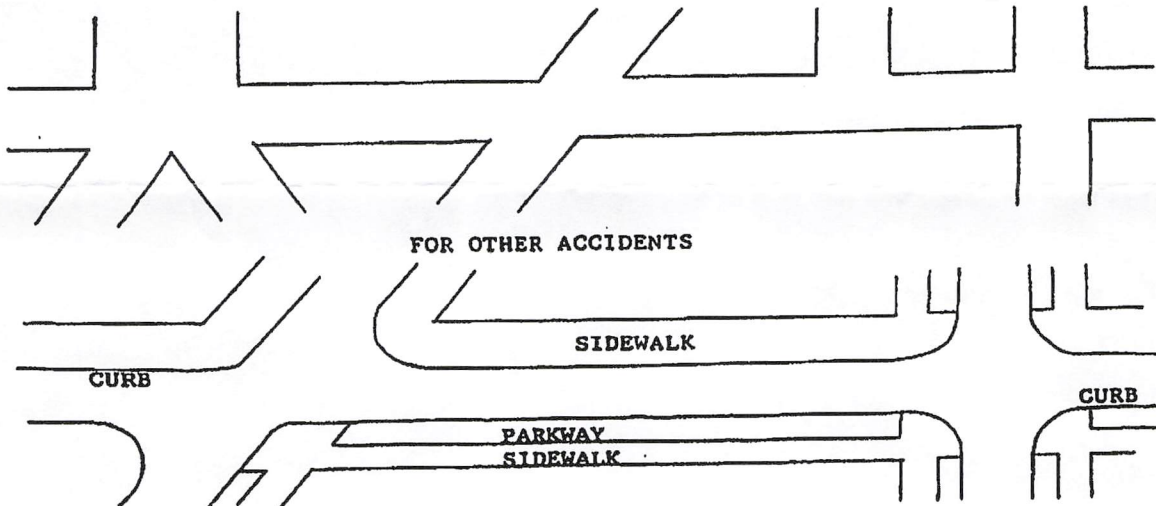 FOR OTHER ACCIDENTS
SIDEWALK
CURB
CURB
PARKWAY
SIDEWALK